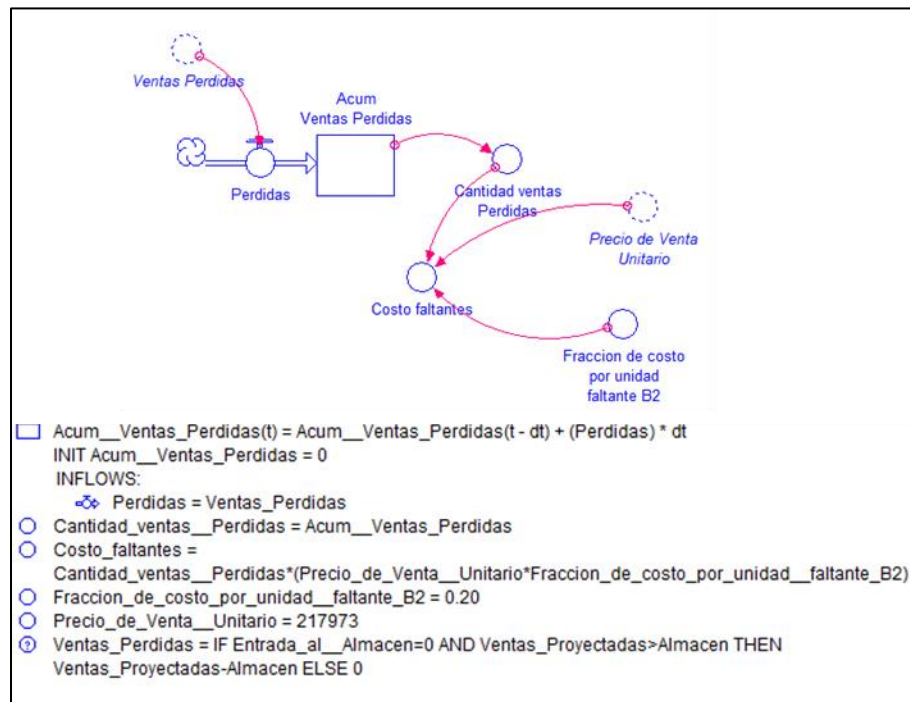 Ventas Perdidas
Acum
Ventas Perdidas
Perdidas
Cantidad ventas
Perdidas
Precio de Venta
Unitario
Costo faltantes
Fraccion de costo
por unidad
faltante B2
Acum__Ventas_Perdidas(t) = Acum__Ventas_Perdidas(t - dt) + (Perdidas) * dt
INIT Acum__Ventas_Perdidas = 0
INFLOWS:
Perdidas = Ventas_Perdidas
Cantidad_ventas__Perdidas = Acum__Ventas_Perdidas
Costo_faltantes =
Cantidad_ventas__Perdidas*(Precio_de_Venta__Unitario*Fraccion_de_costo_por_unidad__faltante_B2)
Fraccion_de_costo_por_unidad__faltante_B2 = 0.20
Precio_de_Venta__Unitario = 217973
? Ventas_Perdidas = IF Entrada_al__Almacen=0 AND Ventas_Proyectadas>Almacen THEN
Ventas_Proyectadas-Almacen ELSE 0